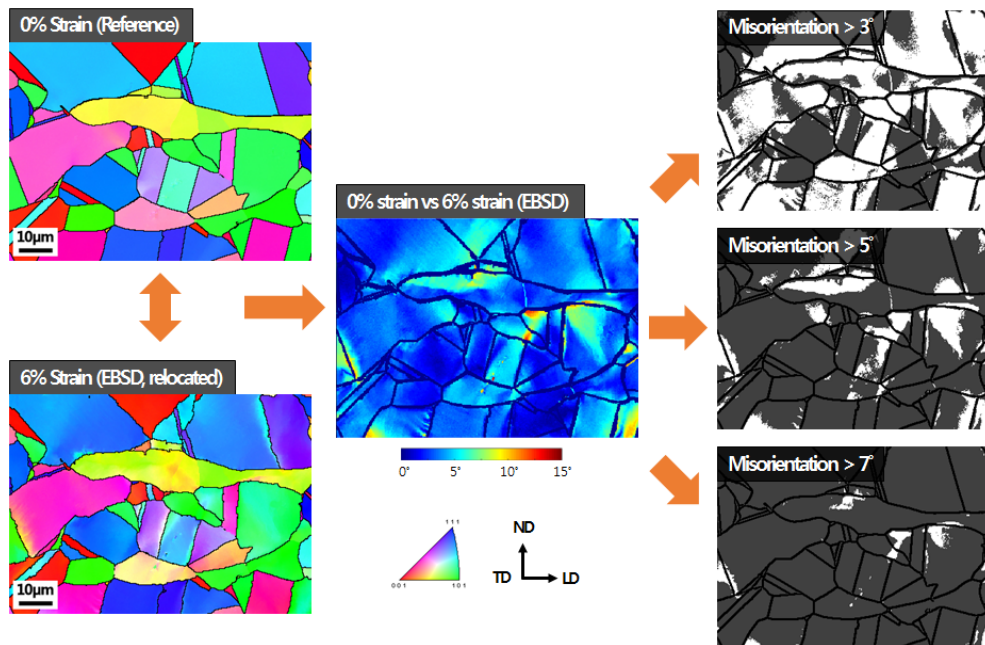 0% Strain (Reference)
10μm
6% Strain (EBSD, relocated)
10μm
0% strain vs 6% strain (EBSD)
0° 5° 10° 15°
111
001 101
ND
TD LD
Misorientation > 3°
Misorientation > 5°
Misorientation > 7°